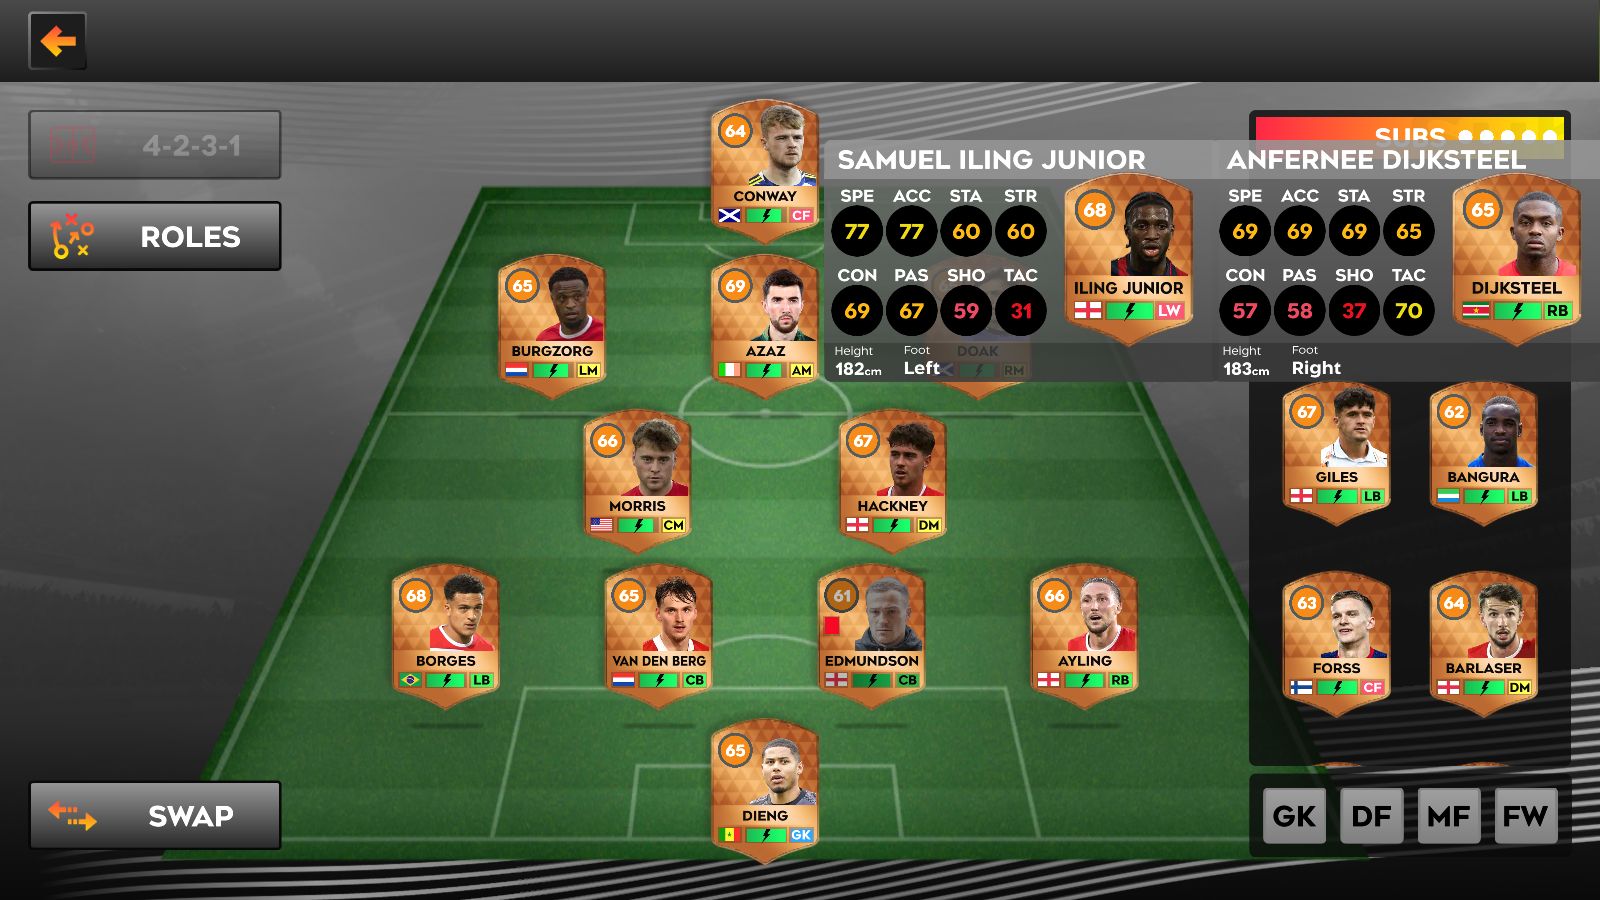 4-2-3-1
ROLES
SWAP
64
CONWAY
CF
65
BURGZORG
LM
69
AZAZ
AM
DOAK
RM
66
MORRIS
CM
67
HACKNEY
DM
68
BORGES
LB
65
VAN DEN BERG
CB
61
EDMUNDSON
CB
66
AYLING
RB
65
DIENG
GK
SAMUEL ILING JUNIOR
SPE ACC STA STR
77 77 60 60
CON PAS SHO TAC
69 67 59 31
Height Foot
182cm Left
68
ILING JUNIOR
LW
SUBS
ANFERNEE DIJKSTEEL
SPE ACC STA STR
69 69 69 65
CON PAS SHO TAC
57 58 37 70
Height Foot
183cm Right
65
DIJKSTEEL
RB
67
GILES
LB
62
BANGURA
LB
63
FORSS
CF
64
BARLASER
DM
GK DF MF FW